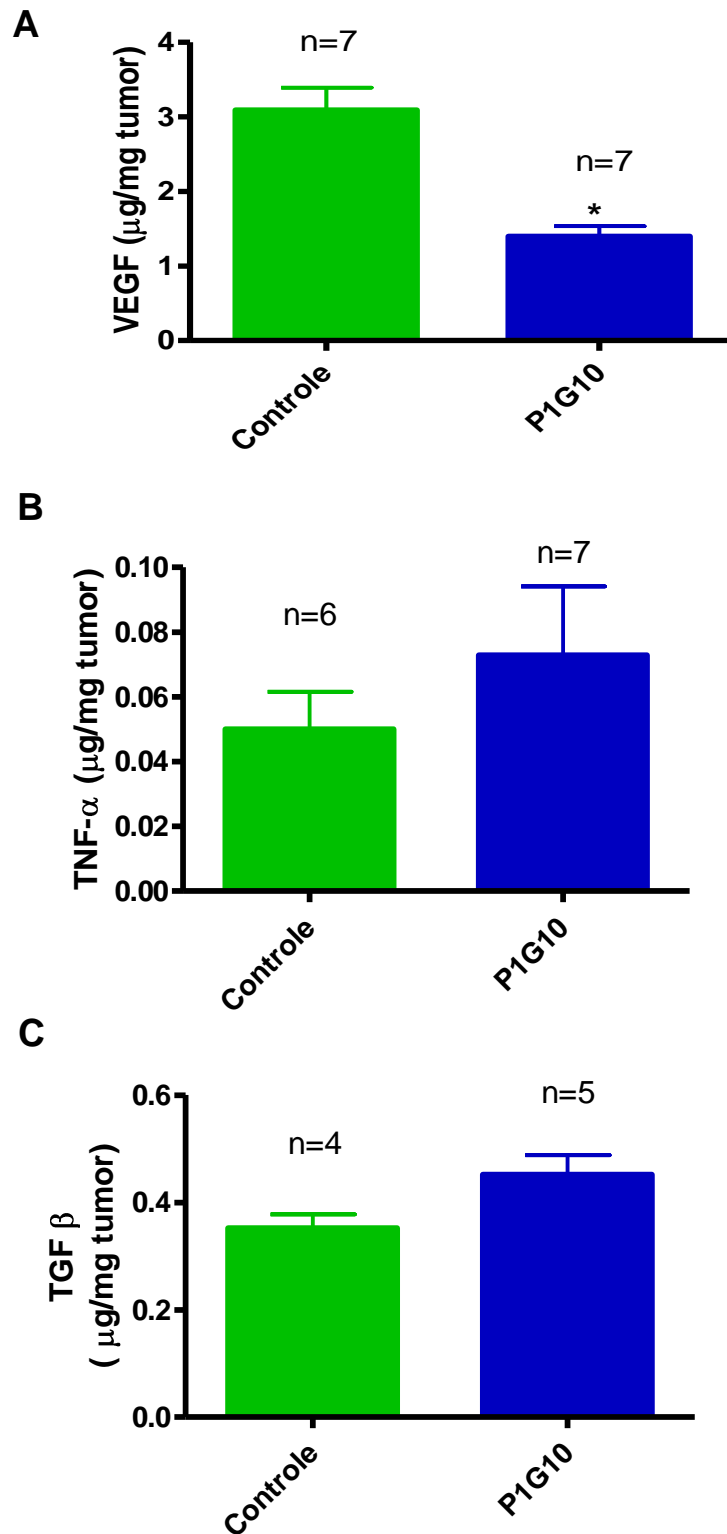 A
n=7
n=7
*
4
3
2
1
0
VEGF (μg/mg tumor)
Controle
P1G10
B
n=7
n=6
0.10
0.08
0.06
0.04
0.02
0.00
TNF-α (μg/mg tumor)
Controle
P1G10
C
n=5
n=4
0.6
0.4
0.2
0.0
TGF β
( μg/mg tumor)
Controle
P1G10